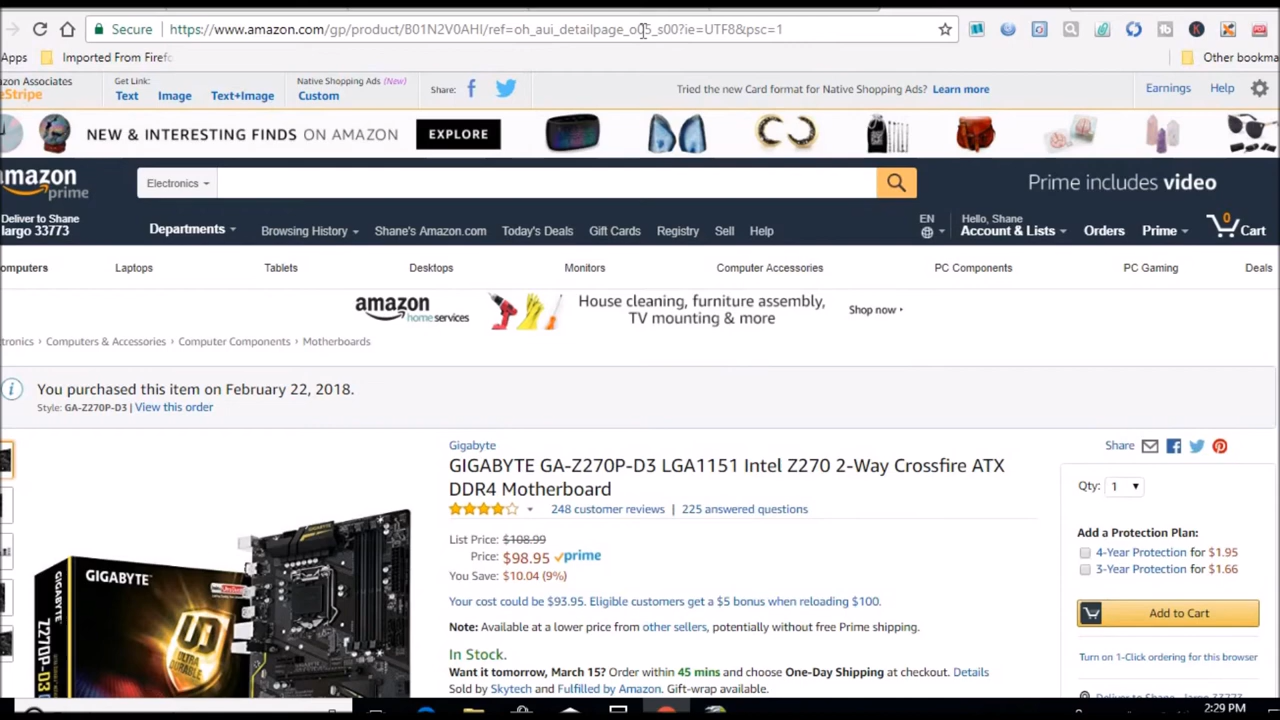 Secure https://www.amazon.com/gp/product/B01N2V0AHI/ref=oh_aui_detailpage_o05_s00?ie=UTF8&psc=1
Apps Imported From Firefo Other bookma
zon Associates Get Link: Native Shopping Ads (New)
eStripe Text Image Text+Image Custom Share: Tried the new Card format for Native Shopping Ads? Learn more Earnings Help
NEW & INTERESTING FINDS ON AMAZON EXPLORE
amazon prime Electronics Prime includes video
Deliver to Shane EN Hello, Shane 0
largo 33773 Departments Browsing History Shane's Amazon.com Today's Deals Gift Cards Registry Sell Help Account & Lists Orders Prime Cart
omputers Laptops Tablets Desktops Monitors Computer Accessories PC Components PC Gaming Deals
amazon home services House cleaning, furniture assembly, TV mounting & more Shop now ›
tronics › Computers & Accessories › Computer Components › Motherboards
You purchased this item on February 22, 2018.
Style: GA-Z270P-D3 | View this order
Gigabyte Share
GIGABYTE GA-Z270P-D3 LGA1151 Intel Z270 2-Way Crossfire ATX
DDR4 Motherboard
Qty: 1
248 customer reviews | 225 answered questions
List Price: $108.99
Price: $98.95 prime
You Save: $10.04 (9%)
Add a Protection Plan:
4-Year Protection for $1.95
3-Year Protection for $1.66
Your cost could be $93.95. Eligible customers get a $5 bonus when reloading $100.
Add to Cart
Note: Available at a lower price from other sellers, potentially without free Prime shipping.
In Stock.
Turn on 1-Click ordering for this browser
Want it tomorrow, March 15? Order within 45 mins and choose One-Day Shipping at checkout. Details
Sold by Skytech and Fulfilled by Amazon. Gift-wrap available.
Deliver to Shane - largo 33773
GIGABYTE
Z270P-D3
ULTRA DURABLE
2:29 PM